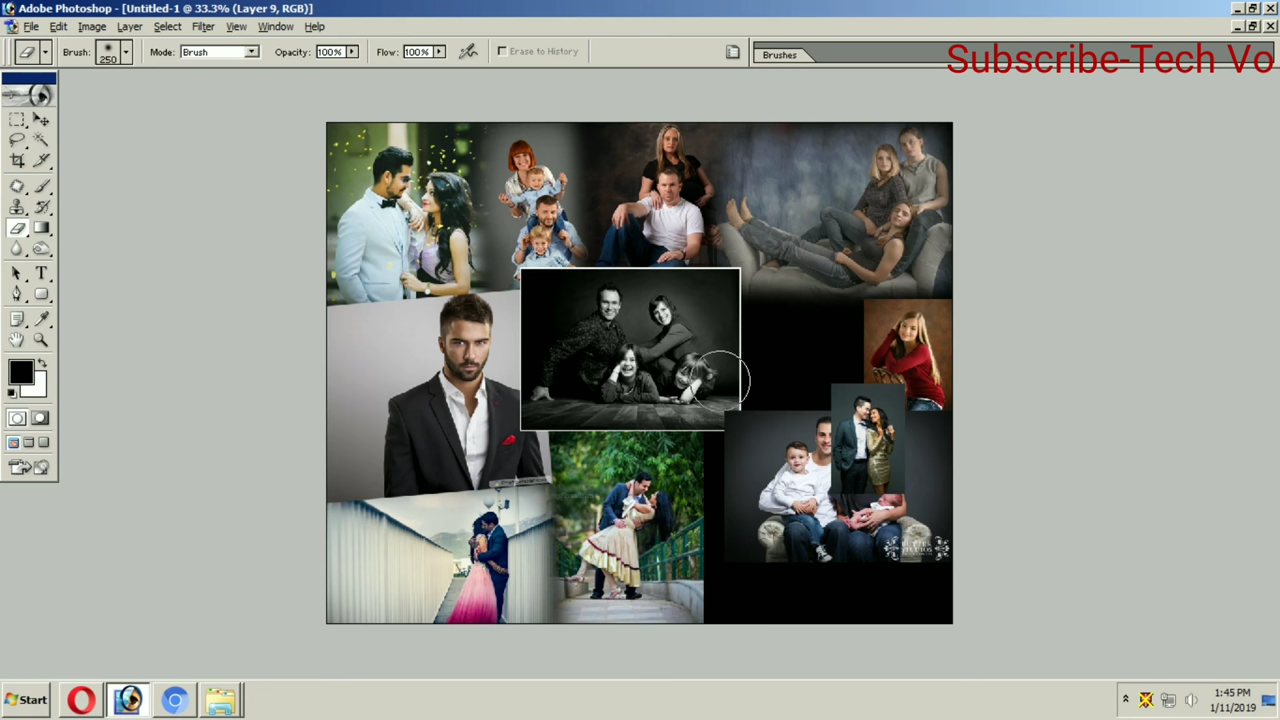 Adobe Photoshop - [Untitled-1 @ 33.3% (Layer 9, RGB)]
File Edit Image Layer Select Filter View Window Help
Brush: 250 Mode: Brush Opacity: 100% Flow: 100% Erase to History Brushes
Subscribe-Tech Vo
Start
1:45 PM
1/11/2019